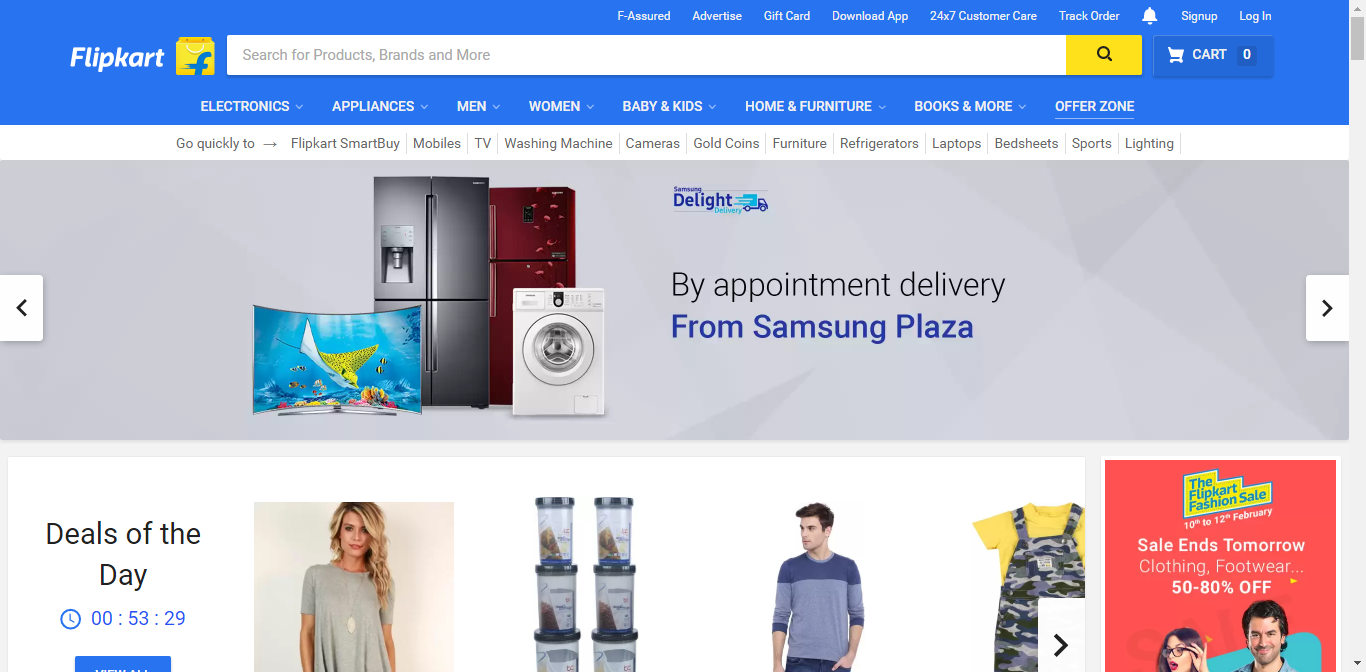 F-Assured Advertise Gift Card Download App 24x7 Customer Care Track Order Signup Log In
Flipkart Search for Products, Brands and More CART 0
ELECTRONICS APPLIANCES MEN WOMEN BABY & KIDS HOME & FURNITURE BOOKS & MORE OFFER ZONE
Go quickly to → Flipkart SmartBuy Mobiles TV Washing Machine Cameras Gold Coins Furniture Refrigerators Laptops Bedsheets Sports Lighting
Samsung
Delight
Delivery
By appointment delivery
From Samsung Plaza
Deals of the
Day
00 : 53 : 29
VIEW ALL
The
Flipkart
Fashion Sale
10th to 12th February
Sale Ends Tomorrow
Clothing, Footwear...
50-80% OFF
SALE